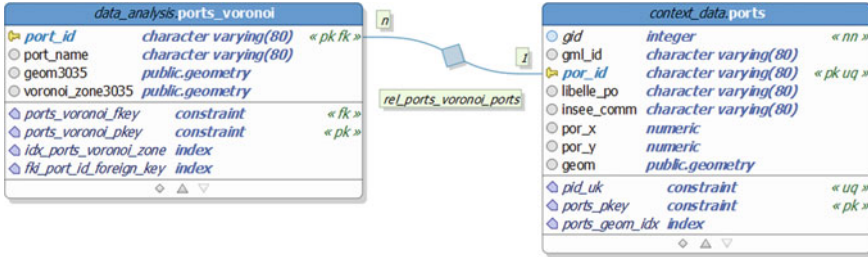 data_analysis.ports_voronoi
port_id character varying(80) « pk fk »
port_name character varying(80)
geom3035 public.geometry
voronoi_zone3035 public.geometry
ports_voronoi_fkey constraint « fk »
ports_voronoi_pkey constraint « pk »
idx_ports_voronoi_zone index
fki_port_id_foreign_key index
n
1
rel_ports_voronoi_ports
context_data.ports
gid integer « nn »
gml_id character varying(80)
por_id character varying(80) « pk uq »
libelle_po character varying(80)
insee_comm character varying(80)
por_x numeric
por_y numeric
geom public.geometry
pid_uk constraint « uq »
ports_pkey constraint « pk »
ports_geom_idx index